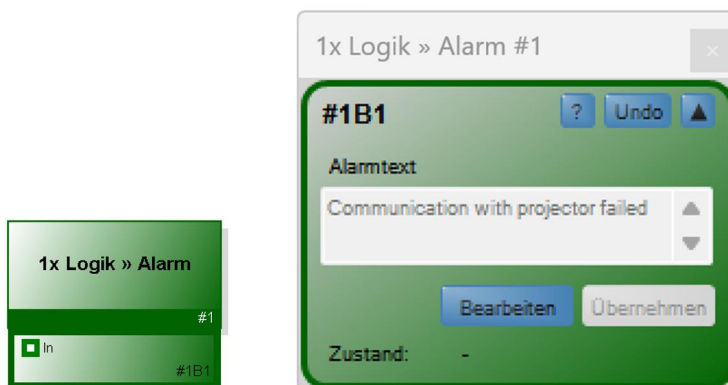 1x Logik » Alarm #1
×
#1B1
?
Undo
▲
Alarmtext
Communication with projector failed
Bearbeiten
Übernehmen
Zustand:
-
1x Logik » Alarm
#1
In
#1B1